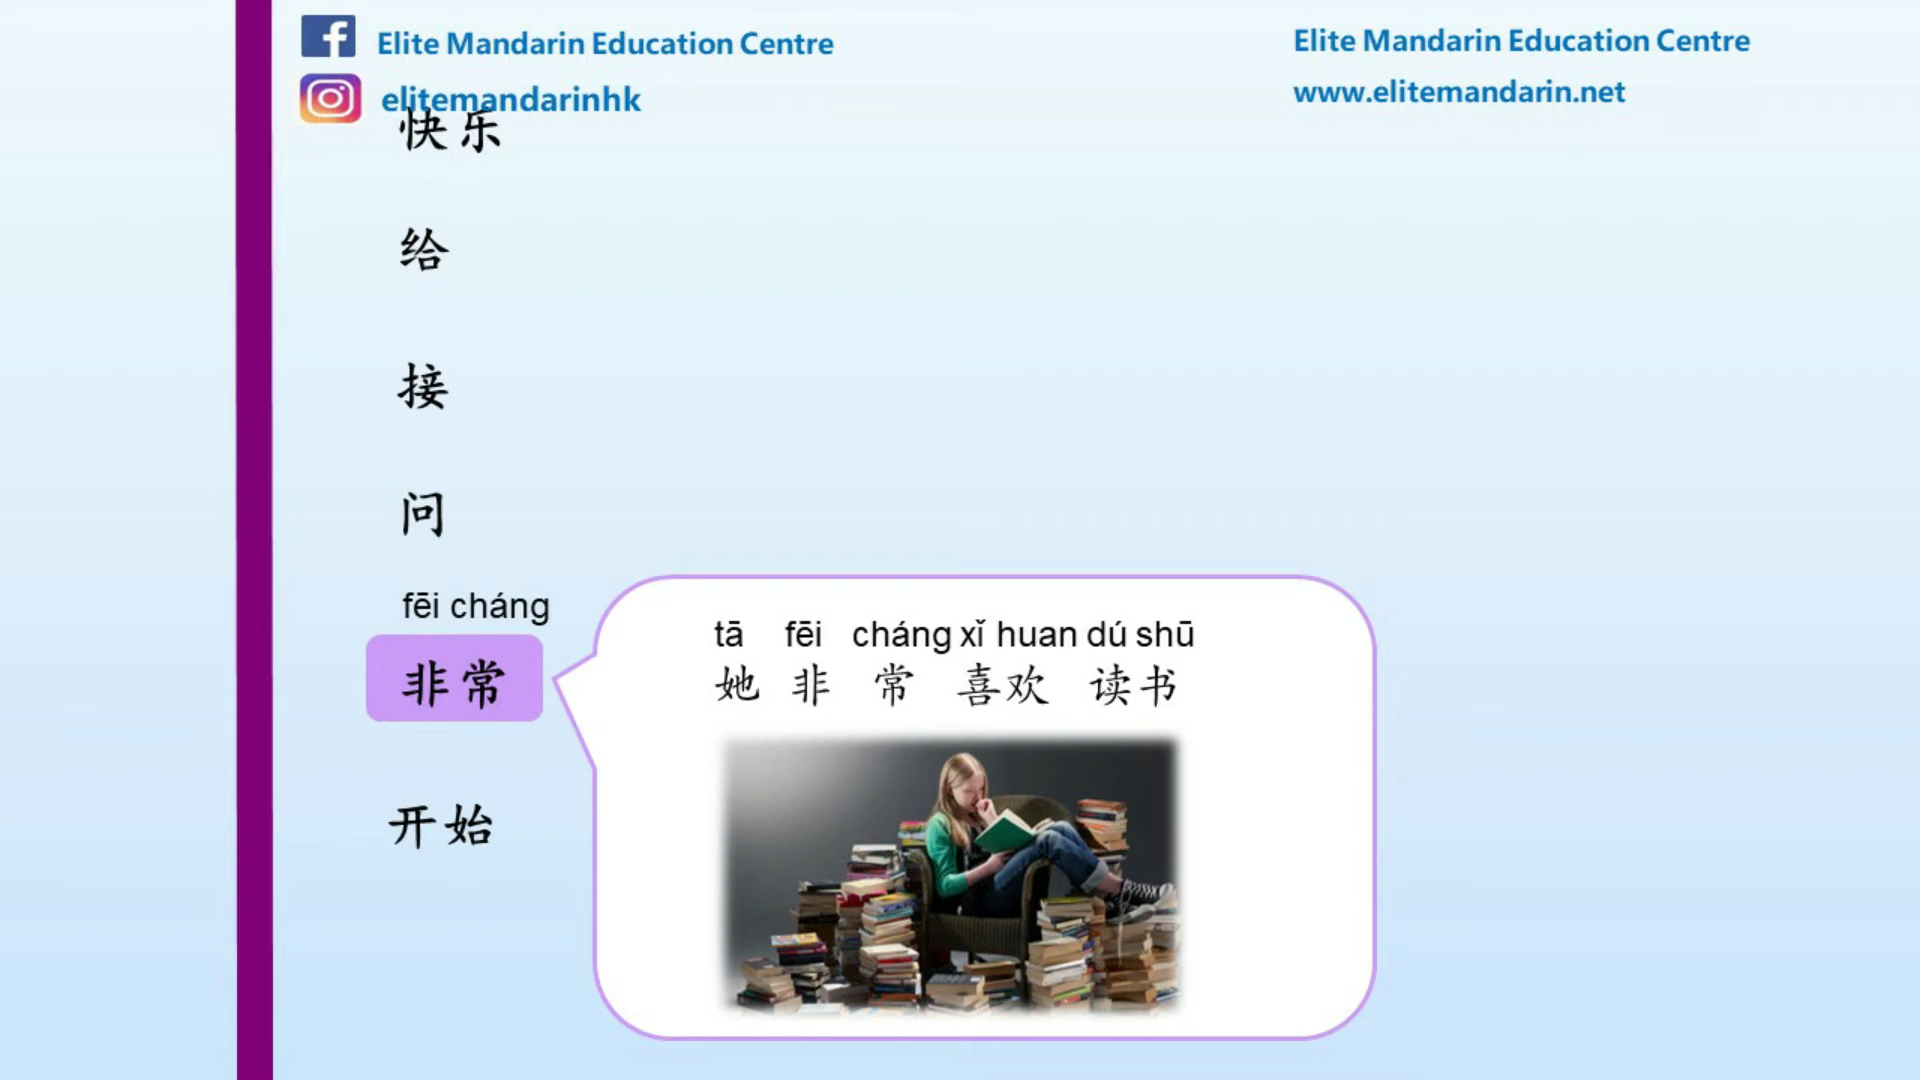 Elite Mandarin Education Centre
elitemandarinhk
Elite Mandarin Education Centre
www.elitemandarin.net
快乐
给
接
问
fēi cháng
非常
tā fēi cháng xǐ huan dú shū
她非常喜欢读书
开始